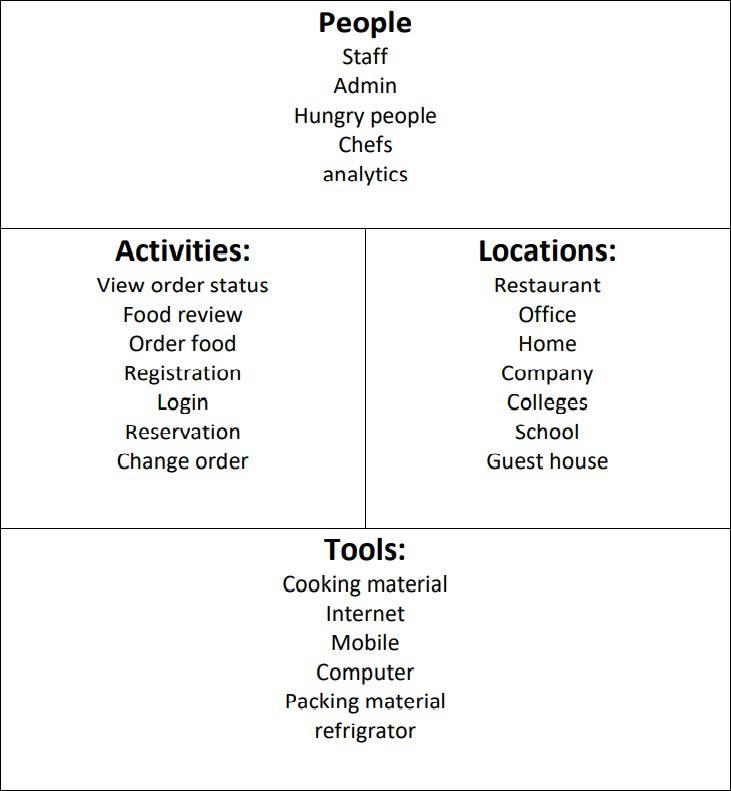 People
Staff
Admin
Hungry people
Chefs
analytics
Activities:
View order status
Food review
Order food
Registration
Login
Reservation
Change order
Locations:
Restaurant
Office
Home
Company
Colleges
School
Guest house
Tools:
Cooking material
Internet
Mobile
Computer
Packing material
refrigrator